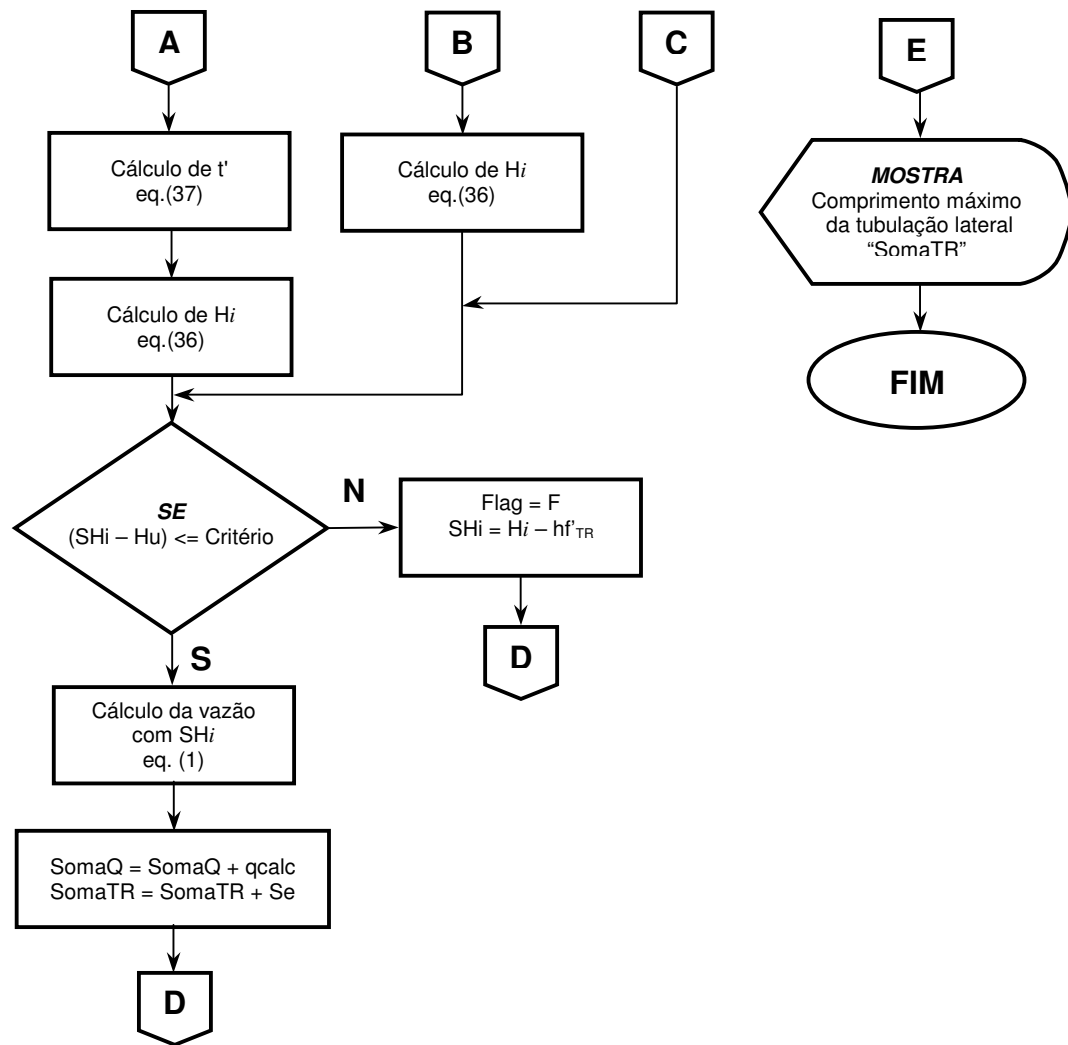 A
B
C
E
Cálculo de t'
eq.(37)
Cálculo de Hi
eq.(36)
MOSTRA
Comprimento máximo
da tubulação lateral
“SomaTR”
Cálculo de Hi
eq.(36)
FIM
SE
(SHi – Hu) <= Critério
N
Flag = F
SHi = Hi – hf’TR
D
S
Cálculo da vazão
com SHi
eq. (1)
SomaQ = SomaQ + qcalc
SomaTR = SomaTR + Se
D